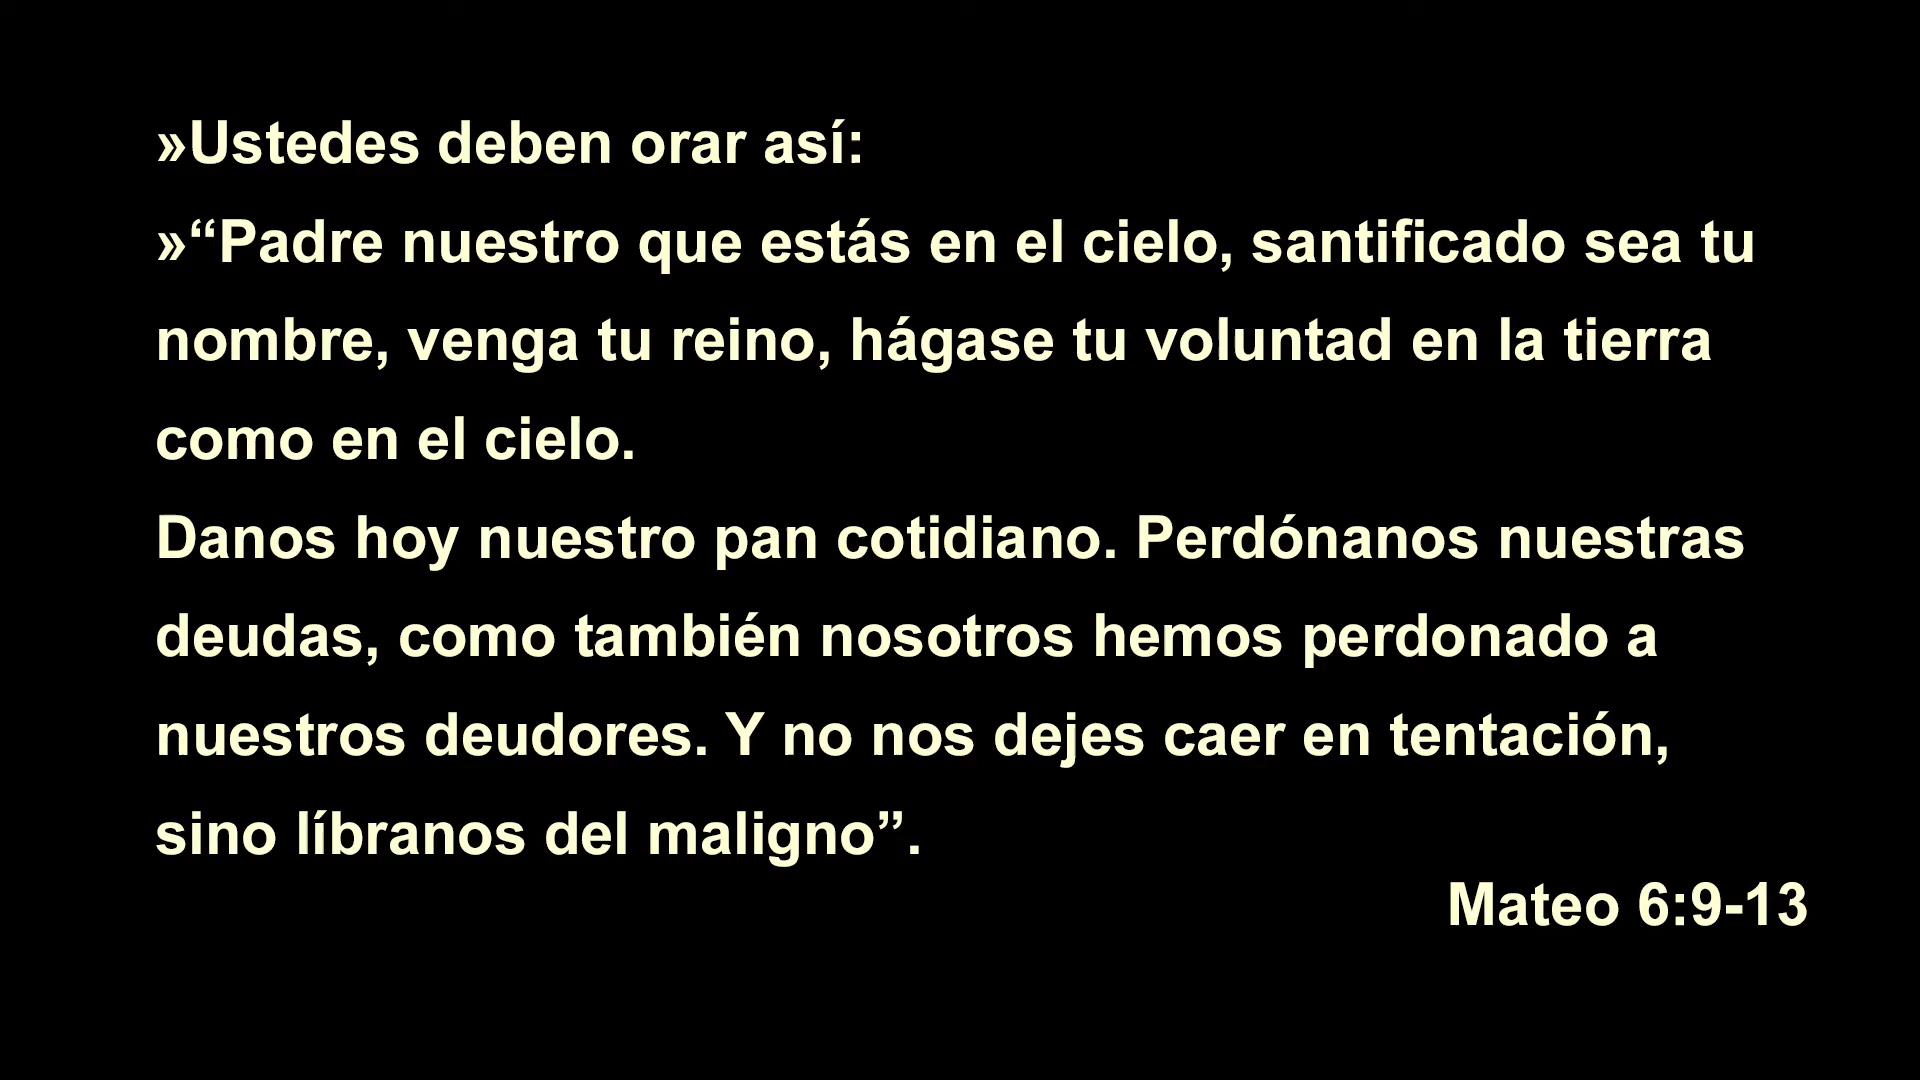 »Ustedes deben orar así:
»“Padre nuestro que estás en el cielo, santificado sea tu
nombre, venga tu reino, hágase tu voluntad en la tierra
como en el cielo.
Danos hoy nuestro pan cotidiano. Perdónanos nuestras
deudas, como también nosotros hemos perdonado a
nuestros deudores. Y no nos dejes caer en tentación,
sino líbranos del maligno”.
Mateo 6:9-13